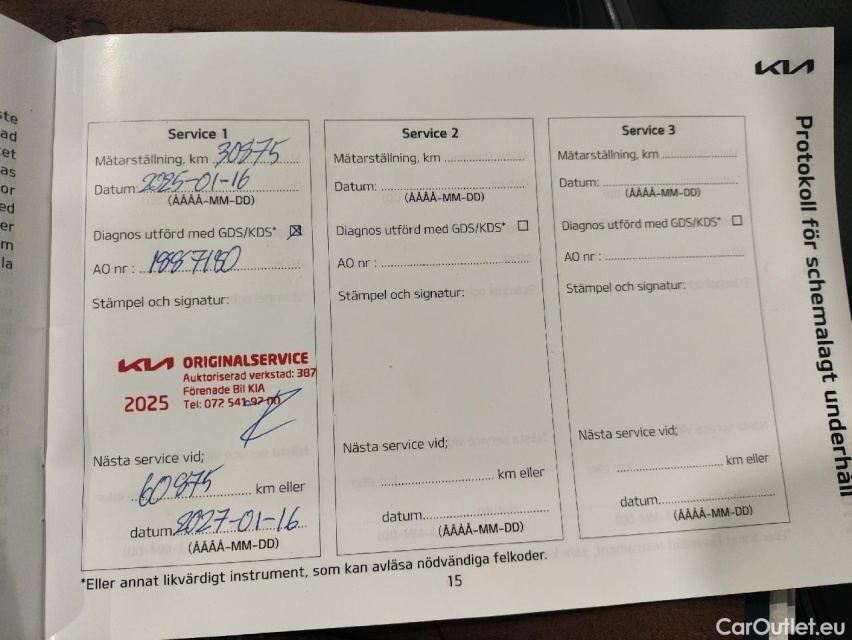 KIA
Protokoll för schemalagt underhåll
Service 1
Mätarställning, km 30875
Datum: 2025-01-16
(ÅÅÅÅ-MM-DD)
Diagnos utförd med GDS/KDS*
AO nr : 1887180
Stämpel och signatur:
KIA ORIGINALSERVICE
Auktoriserad verkstad: 387
Förenade Bil KIA
2025 Tel: 072 541 92 00
Nästa service vid;
60875 km eller
datum 2027-01-16
(ÅÅÅÅ-MM-DD)
Service 2
Mätarställning, km
Datum:
(ÅÅÅÅ-MM-DD)
Diagnos utförd med GDS/KDS*
AO nr :
Stämpel och signatur:
Nästa service vid;
km eller
datum
(ÅÅÅÅ-MM-DD)
Service 3
Mätarställning, km
Datum:
(ÅÅÅÅ-MM-DD)
Diagnos utförd med GDS/KDS*
AO nr :
Stämpel och signatur:
Nästa service vid;
km eller
datum
(ÅÅÅÅ-MM-DD)
*Eller annat likvärdigt instrument, som kan avläsa nödvändiga felkoder.
15
CarOutlet.eu